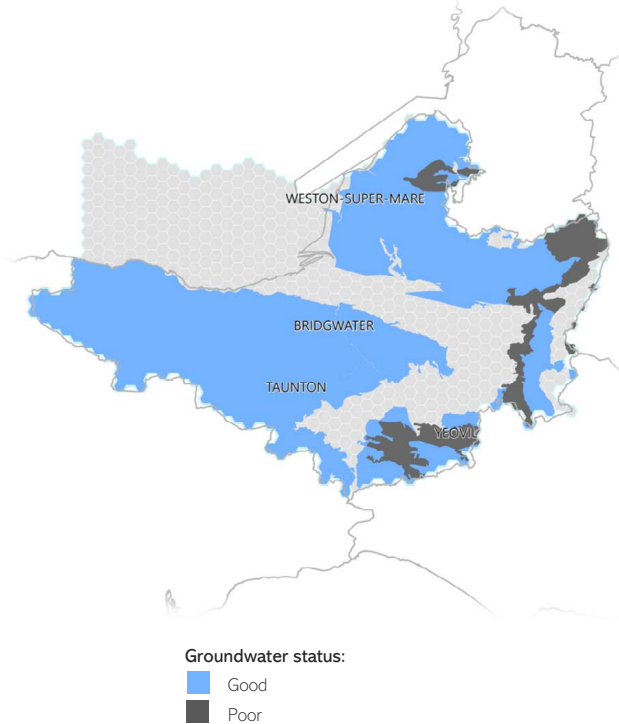 WESTON-SUPER-MARE
BRIDGWATER
TAUNTON
YEOVIL
Groundwater status:
Good
Poor